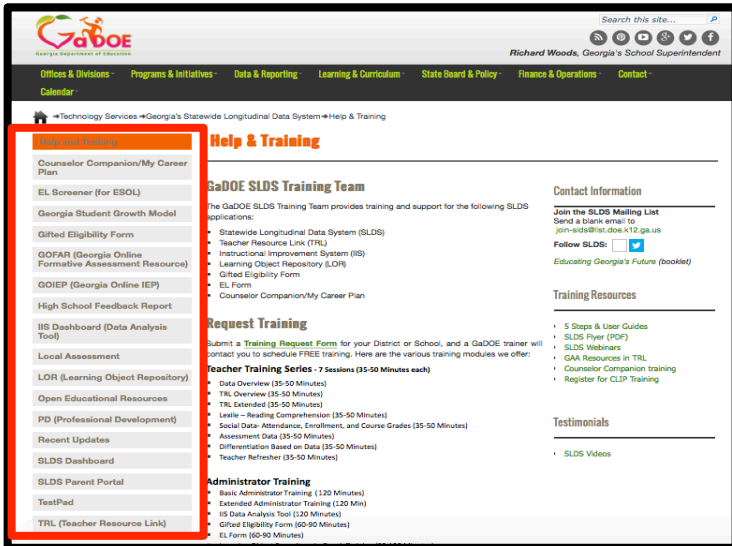 Search this site...
GaDOE
Georgia Department of Education
Richard Woods, Georgia's School Superintendent
Offices & Divisions
Programs & Initiatives
Data & Reporting
Learning & Curriculum
State Board & Policy
Finance & Operations
Contact
Calendar
➔Technology Services ➔Georgia's Statewide Longitudinal Data System➔Help & Training
Help and Training
Counselor Companion/My Career
Plan
EL Screener (for ESOL)
Georgia Student Growth Model
Gifted Eligibility Form
GOFAR (Georgia Online
Formative Assessment Resource)
GOIEP (Georgia Online IEP)
High School Feedback Report
IIS Dashboard (Data Analysis
Tool)
Local Assessment
LOR (Learning Object Repository)
Open Educational Resources
PD (Professional Development)
Recent Updates
SLDS Dashboard
SLDS Parent Portal
TestPad
TRL (Teacher Resource Link)
Help & Training
GaDOE SLDS Training Team
The GaDOE SLDS Training Team provides training and support for the following SLDS
applications:
Statewide Longitudinal Data System (SLDS)
Teacher Resource Link (TRL)
Instructional Improvement System (IIS)
Learning Object Repository (LOR)
Gifted Eligibility Form
EL Form
Counselor Companion/My Career Plan
Request Training
Submit a Training Request Form for your District or School, and a GaDOE trainer will
contact you to schedule FREE training. Here are the various training modules we offer:
Teacher Training Series - 7 Sessions (35-50 Minutes each)
Data Overview (35-50 Minutes)
TRL Overview (35-50 Minutes)
TRL Extended (35-50 Minutes)
Lexile – Reading Comprehension (35-50 Minutes)
Social Data- Attendance, Enrollment, and Course Grades (35-50 Minutes)
Assessment Data (35-50 Minutes)
Differentiation Based on Data (35-50 Minutes)
Teacher Refresher (35-50 Minutes)
Administrator Training
Basic Administrator Training ( 120 Minutes)
Extended Administrator Training (120 Min)
IIS Data Analysis Tool (120 Minutes)
Gifted Eligibility Form (60-90 Minutes)
EL Form (60-90 Minutes)
Contact Information
Join the SLDS Mailing List
Send a blank email to
join-slds@list.doe.k12.ga.us
Follow SLDS:
Educating Georgia's Future (booklet)
Training Resources
5 Steps & User Guides
SLDS Flyer (PDF)
SLDS Webinars
GAA Resources in TRL
Counselor Companion training
Register for CLIP Training
Testimonials
SLDS Videos